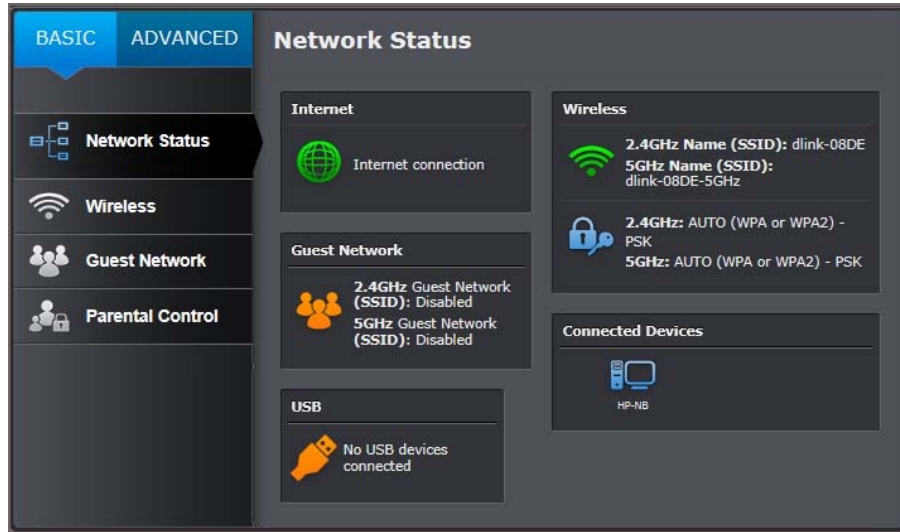 BASIC ADVANCED
Network Status
Wireless
Guest Network
Parental Control
Network Status
Internet
Internet connection
Guest Network
2.4GHz Guest Network
(SSID): Disabled
5GHz Guest Network
(SSID): Disabled
USB
No USB devices
connected
Wireless
2.4GHz Name (SSID): dlink-08DE
5GHz Name (SSID):
dlink-08DE-5GHz
2.4GHz: AUTO (WPA or WPA2) -
PSK
5GHz: AUTO (WPA or WPA2) - PSK
Connected Devices
HP-NB